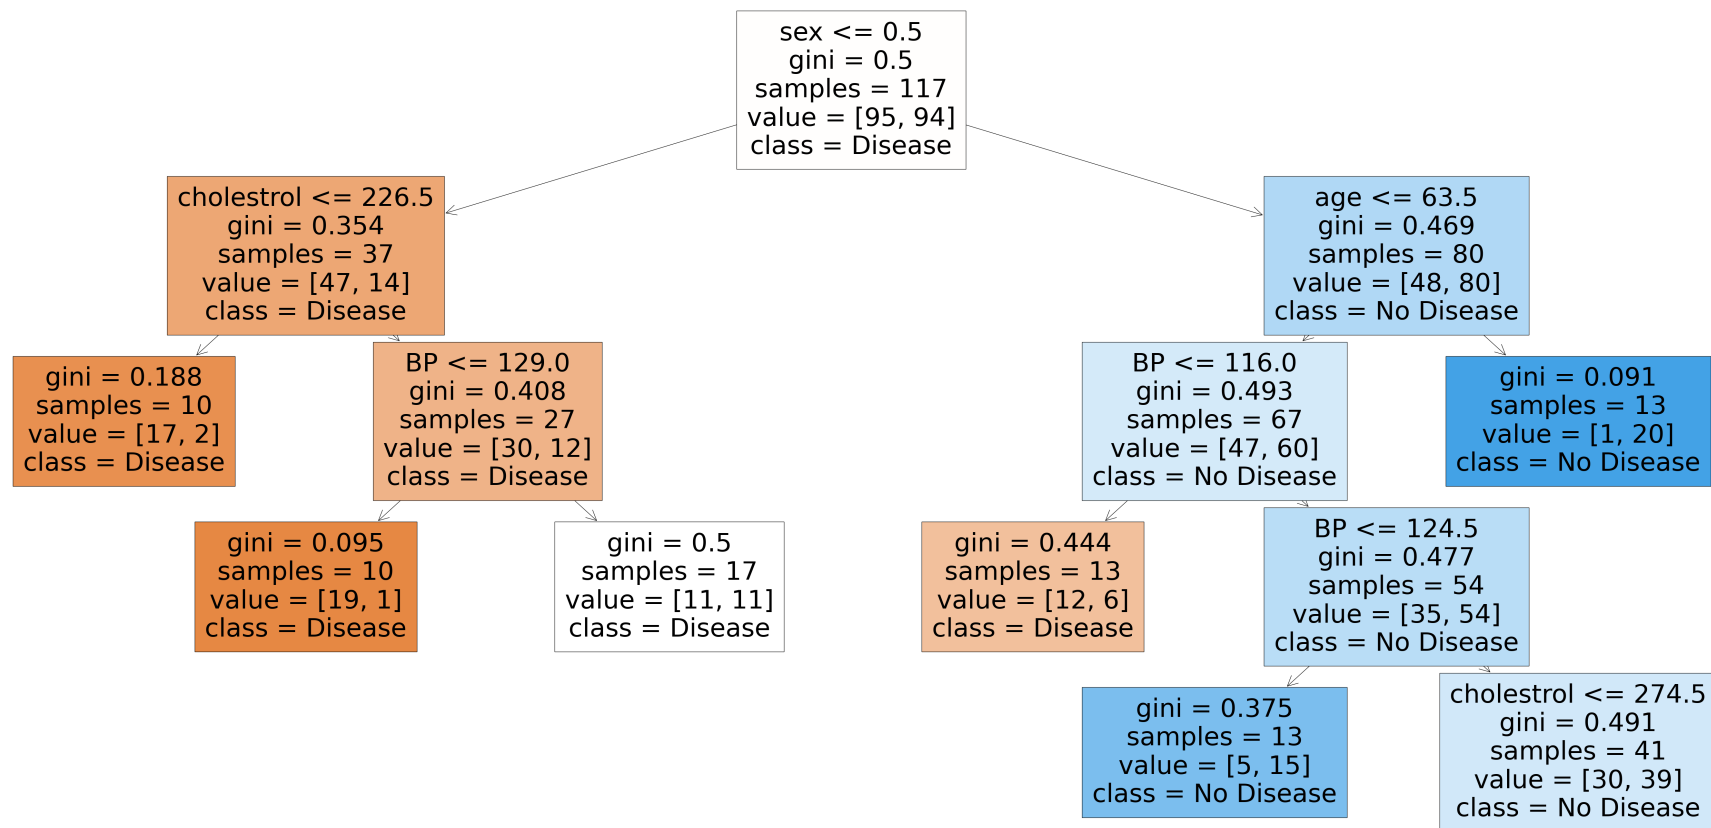 sex <= 0.5
gini = 0.5
samples = 117
value = [95, 94]
class = Disease
cholestrol <= 226.5
gini = 0.354
samples = 37
value = [47, 14]
class = Disease
age <= 63.5
gini = 0.469
samples = 80
value = [48, 80]
class = No Disease
gini = 0.188
samples = 10
value = [17, 2]
class = Disease
BP <= 129.0
gini = 0.408
samples = 27
value = [30, 12]
class = Disease
BP <= 116.0
gini = 0.493
samples = 67
value = [47, 60]
class = No Disease
gini = 0.091
samples = 13
value = [1, 20]
class = No Disease
gini = 0.095
samples = 10
value = [19, 1]
class = Disease
gini = 0.5
samples = 17
value = [11, 11]
class = Disease
gini = 0.444
samples = 13
value = [12, 6]
class = Disease
BP <= 124.5
gini = 0.477
samples = 54
value = [35, 54]
class = No Disease
gini = 0.375
samples = 13
value = [5, 15]
class = No Disease
cholestrol <= 274.5
gini = 0.491
samples = 41
value = [30, 39]
class = No Disease